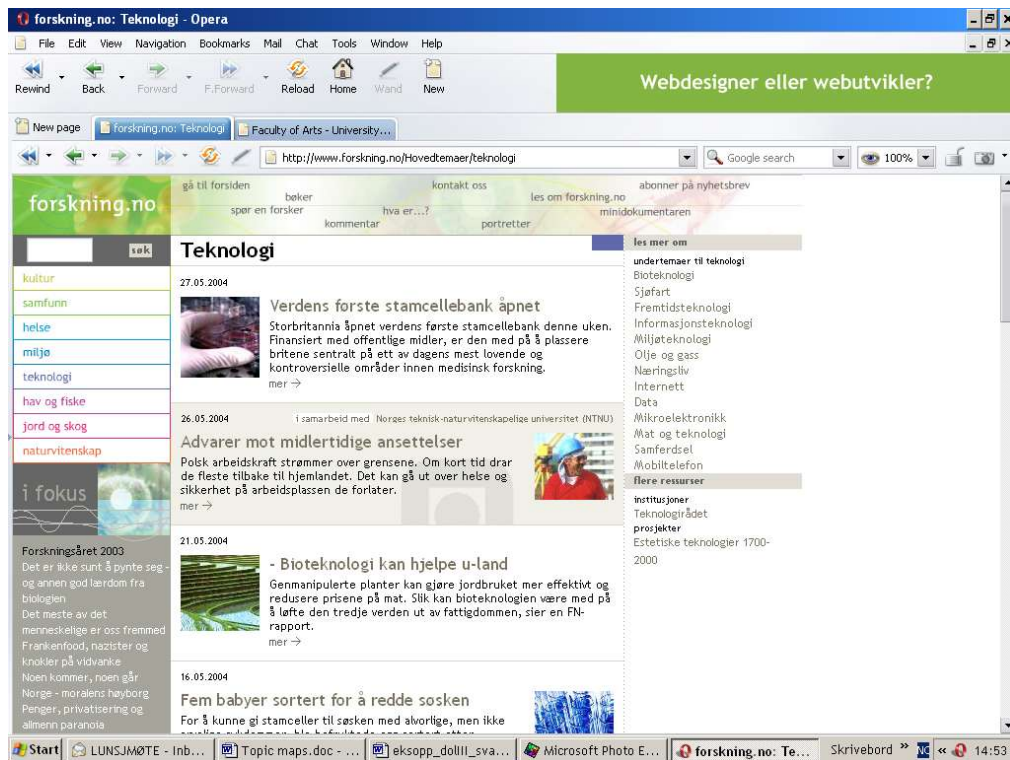 forskning.no: Teknologi - Opera
File Edit View Navigation Bookmarks Mail Chat Tools Window Help
Rewind Back Forward F.Forward Reload Home Wand New
Webdesigner eller webutvikler?
New page forskning.no: Teknologi Faculty of Arts - University...
http://www.forskning.no/Hovedtemaer/teknologi Google search 100%
forskning.no
gå til forsiden kontakt oss abonner på nyhetsbrev
bøker les om forskning.no
spør en forsker hva er...? minidokumentaren
kommentar portretter
søk
kultur
samfunn
helse
miljø
teknologi
hav og fiske
jord og skog
naturvitenskap
i fokus
Forskningsåret 2003
Det er ikke sunt å pynte seg -
og annen god lærdom fra
biologien
Det meste av det
menneskelige er oss fremmed
Frankenfood, nazister og
knokler på vidvanke
Noen kommer, noen går
Norge - moralens høyborg
Penger, privatisering og
allmenn paranoia
Teknologi
27.05.2004
Verdens første stamcellebank åpnet
Storbritannia åpnet verdens første stamcellebank denne uken.
Finansiert med offentlige midler, er den med på å plassere
britene sentralt på ett av dagens mest lovende og
kontroversielle områder innen medisinsk forskning.
mer →
26.05.2004 i samarbeid med Norges teknisk-naturvitenskapelige universitet (NTNU)
Advarer mot midlertidige ansettelser
Polsk arbeidskraft strømmer over grensene. Om kort tid drar
de fleste tilbake til hjemlandet. Det kan gå ut over helse og
sikkerhet på arbeidsplassen de forlater.
mer →
21.05.2004
- Bioteknologi kan hjelpe u-land
Genmanipulerte planter kan gjøre jordbruket mer effektivt og
redusere prisene på mat. Slik kan bioteknologien være med på
å løfte den tredje verden ut av fattigdommen, sier en FN-
rapport.
mer →
16.05.2004
Fem babyer sortert for å redde sosken
For å kunne gi stamceller til søsken med alvorlige, men ikke
les mer om
undertemaer til teknologi
Bioteknologi
Sjøfart
Fremtidsteknologi
Informasjonsteknologi
Miljøteknologi
Olje og gass
Næringsliv
Internett
Data
Mikroelektronikk
Mat og teknologi
Samferdsel
Mobiltelefon
flere ressurser
institusjoner
Teknologirådet
prosjekter
Estetiske teknologier 1700-
2000
Start LUNSJMØTE - Inb... Topic maps.doc - ... eksopp_dolIII_sva... Microsoft Photo E... forskning.no: Te... Skrivebord » NO « 14:53